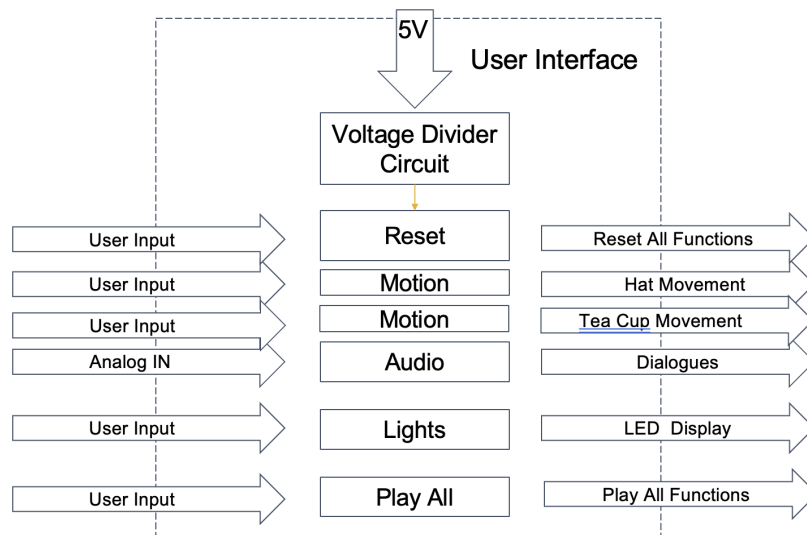 5V
User Interface
Voltage Divider
Circuit
User Input
Reset
Reset All Functions
User Input
Motion
Hat Movement
User Input
Motion
Tea Cup Movement
Analog IN
Audio
Dialogues
User Input
Lights
LED Display
User Input
Play All
Play All Functions